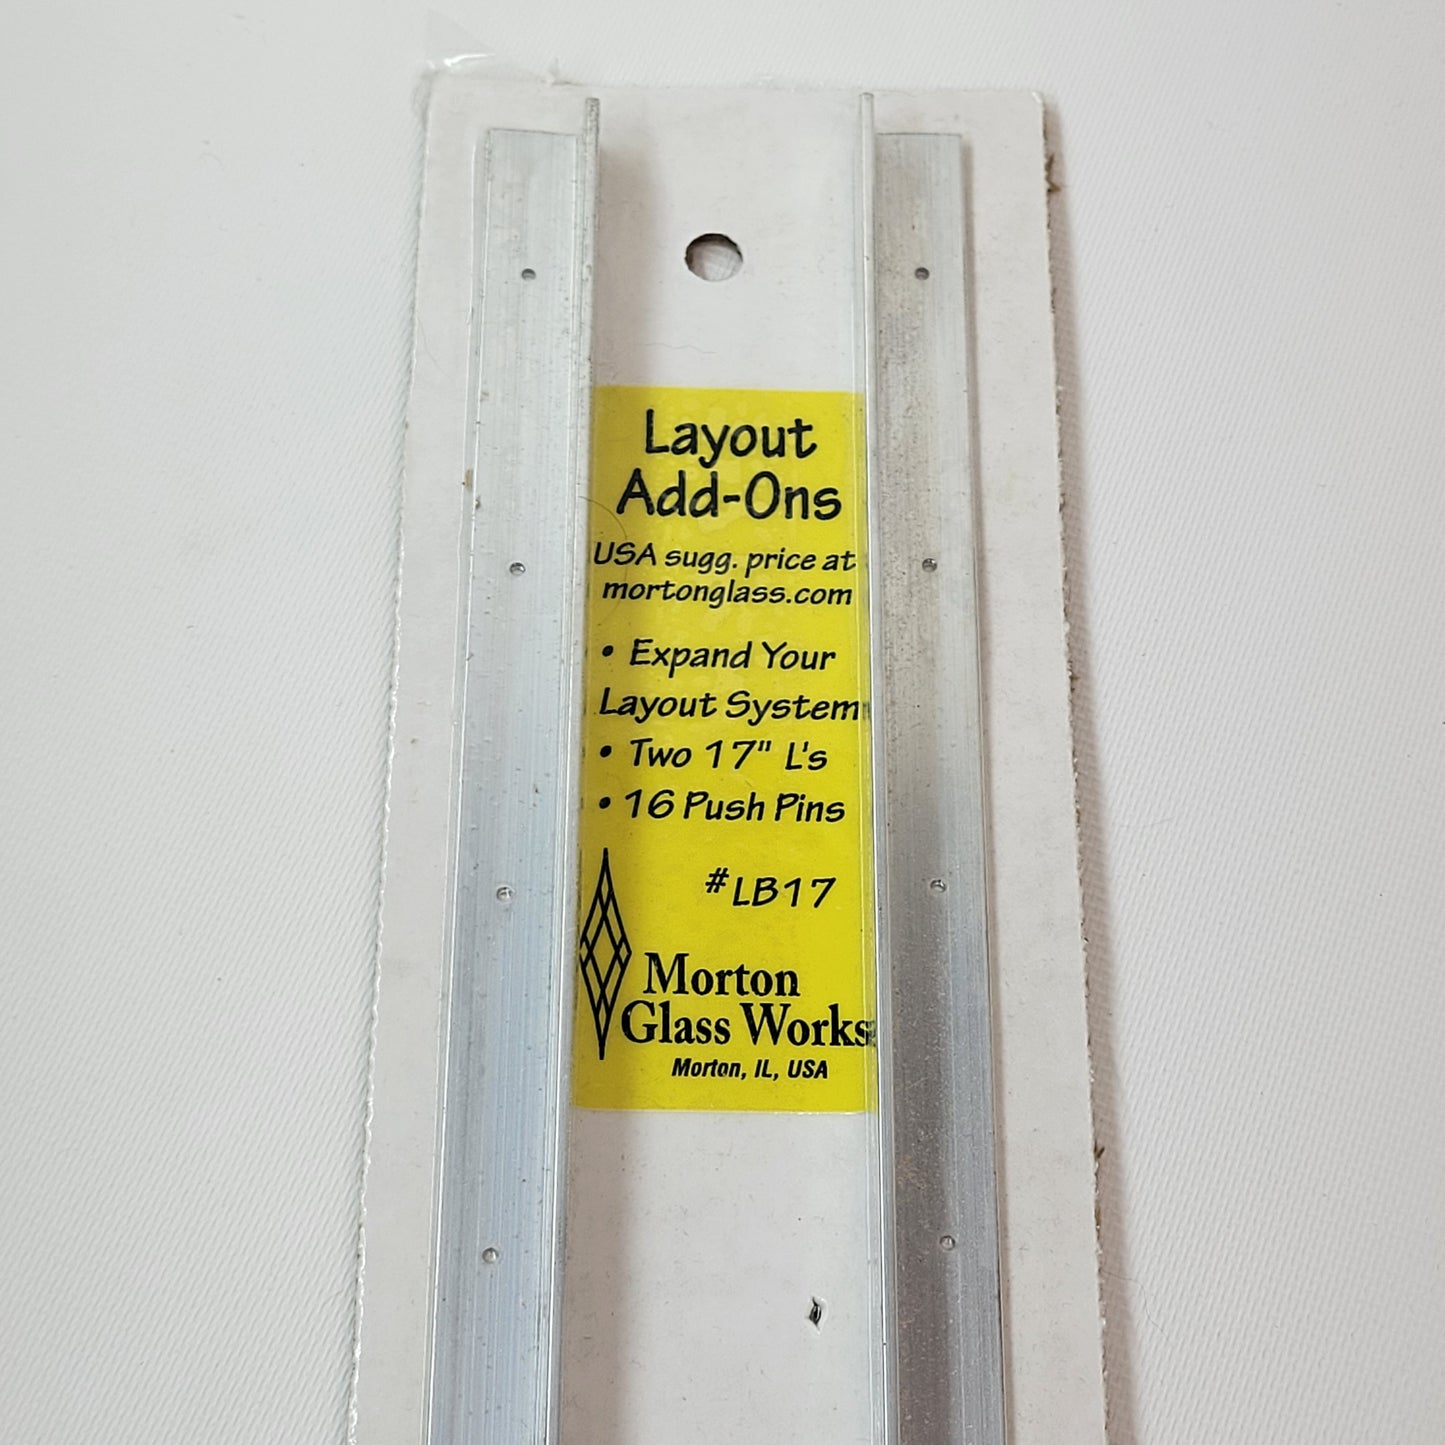 Layout
Add-Ons
USA sugg. price at
mortonglass.com
• Expand Your
Layout System
• Two 17" L's
• 16 Push Pins
#LB17
Morton
Glass Works
Morton, IL, USA